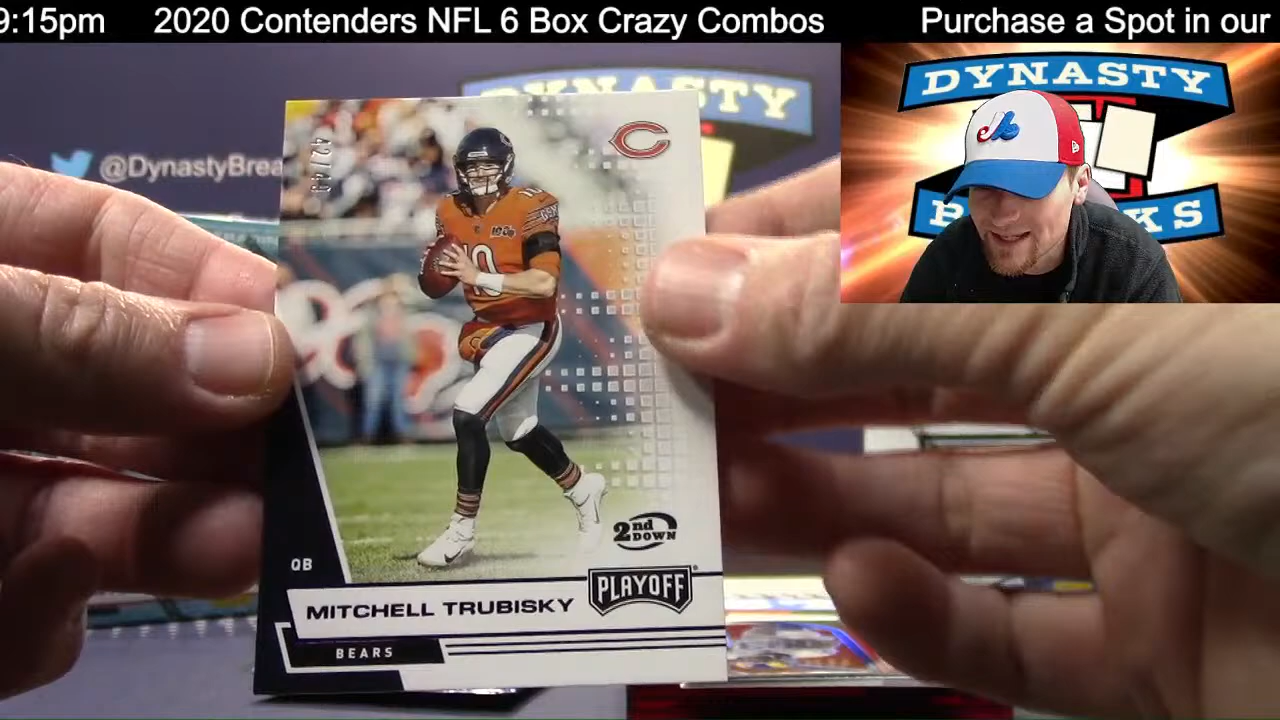 9:15pm 2020 Contenders NFL 6 Box Crazy Combos Purchase a Spot in our
DYNASTY
@DynastyBrea
10
2nd DOWN
QB
PLAYOFF
MITCHELL TRUBISKY
BEARS